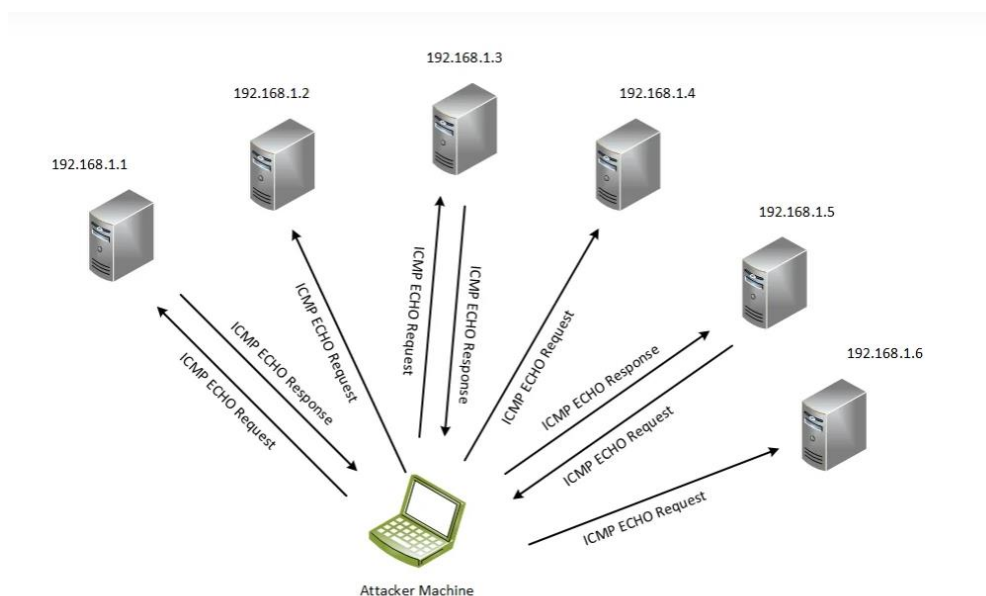 192.168.1.3
192.168.1.2
192.168.1.4
192.168.1.1
192.168.1.5
192.168.1.6
ICMP ECHO Request
ICMP ECHO Response
ICMP ECHO Request
ICMP ECHO Request
ICMP ECHO Response
ICMP ECHO Request
ICMP ECHO Response
ICMP ECHO Request
ICMP ECHO Request
Attacker Machine